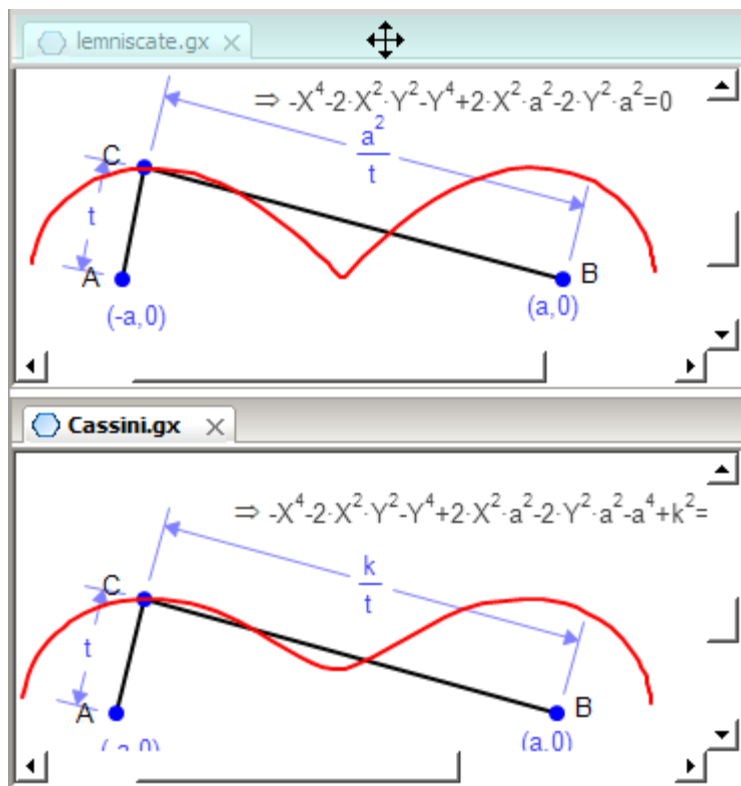 lemniscate.gx
⇒ -X⁴-2·X²·Y²-Y⁴+2·X²·a²-2·Y²·a²=0
a²
t
C
t
A
B
(-a,0)
(a,0)
Cassini.gx
⇒ -X⁴-2·X²·Y²-Y⁴+2·X²·a²-2·Y²·a²-a⁴+k²=
k
t
C
t
A
B
(a,0)